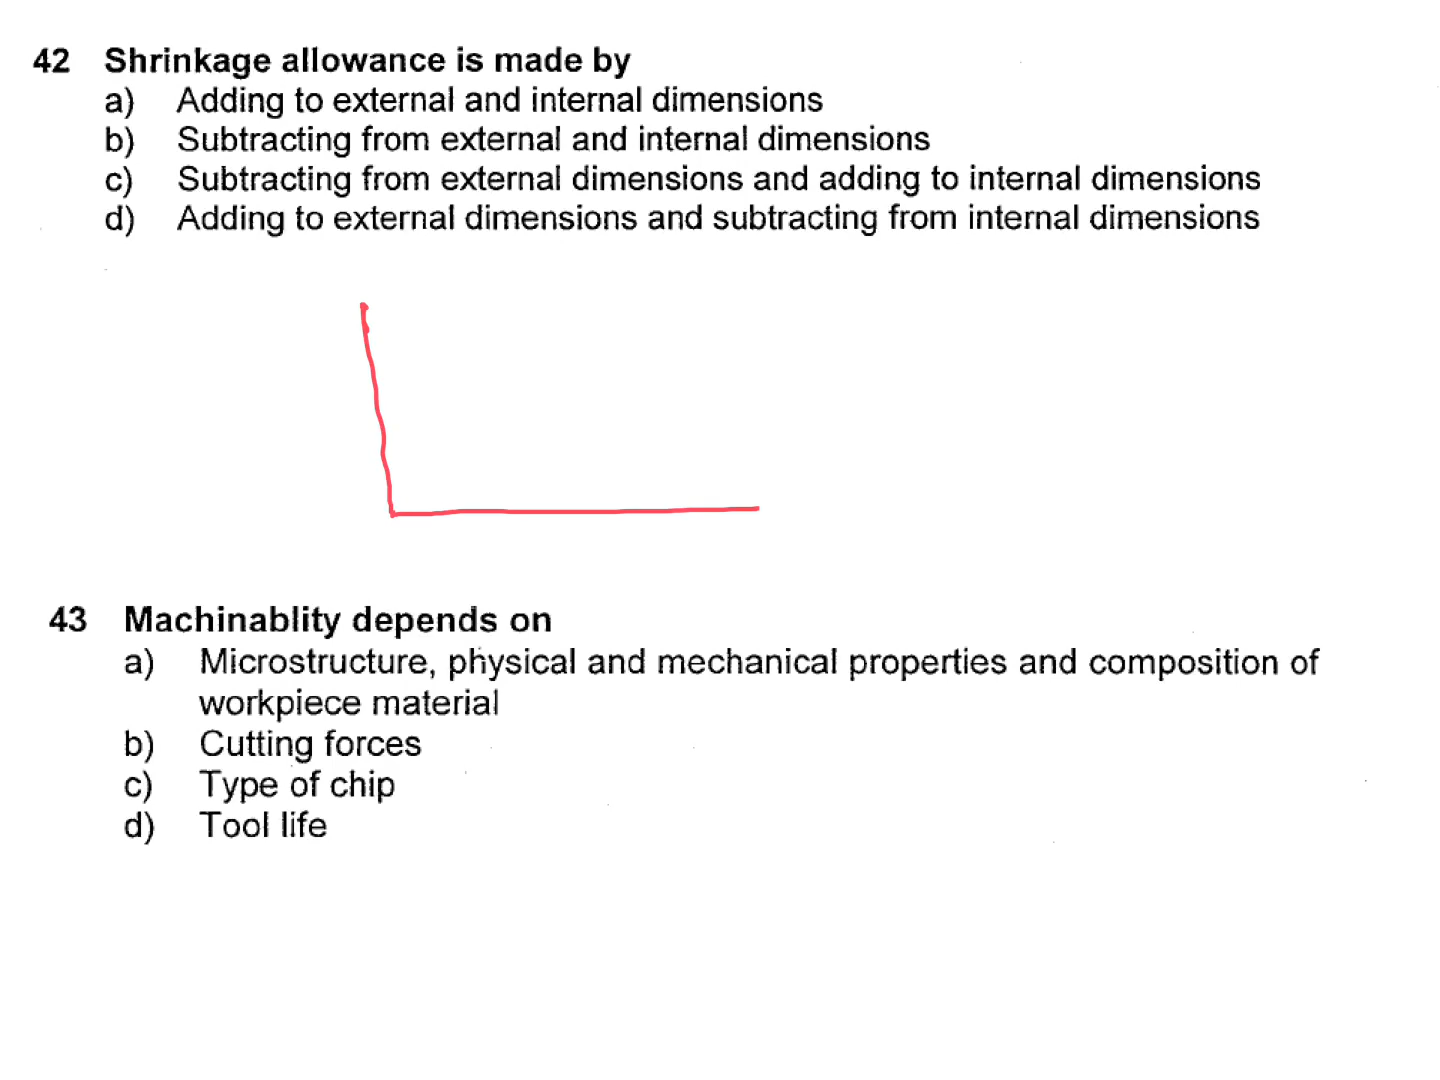 42 Shrinkage allowance is made by
a) Adding to external and internal dimensions
b) Subtracting from external and internal dimensions
c) Subtracting from external dimensions and adding to internal dimensions
d) Adding to external dimensions and subtracting from internal dimensions
43 Machinablity depends on
a) Microstructure, physical and mechanical properties and composition of
workpiece material
b) Cutting forces
c) Type of chip
d) Tool life